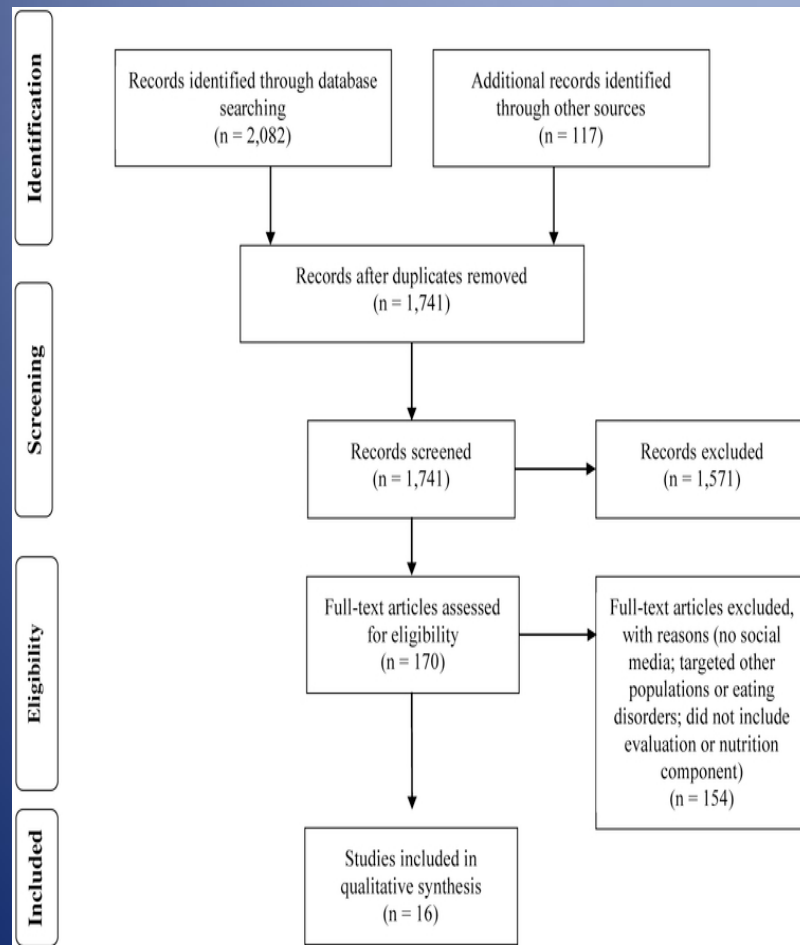 Identification
Records identified through database
searching
(n = 2,082)
Additional records identified
through other sources
(n = 117)
Records after duplicates removed
(n = 1,741)
Screening
Records screened
(n = 1,741)
Records excluded
(n = 1,571)
Eligibility
Full-text articles assessed
for eligibility
(n = 170)
Full-text articles excluded,
with reasons (no social
media; targeted other
populations or eating
disorders; did not include
evaluation or nutrition
component)
(n = 154)
Included
Studies included in
qualitative synthesis
(n = 16)